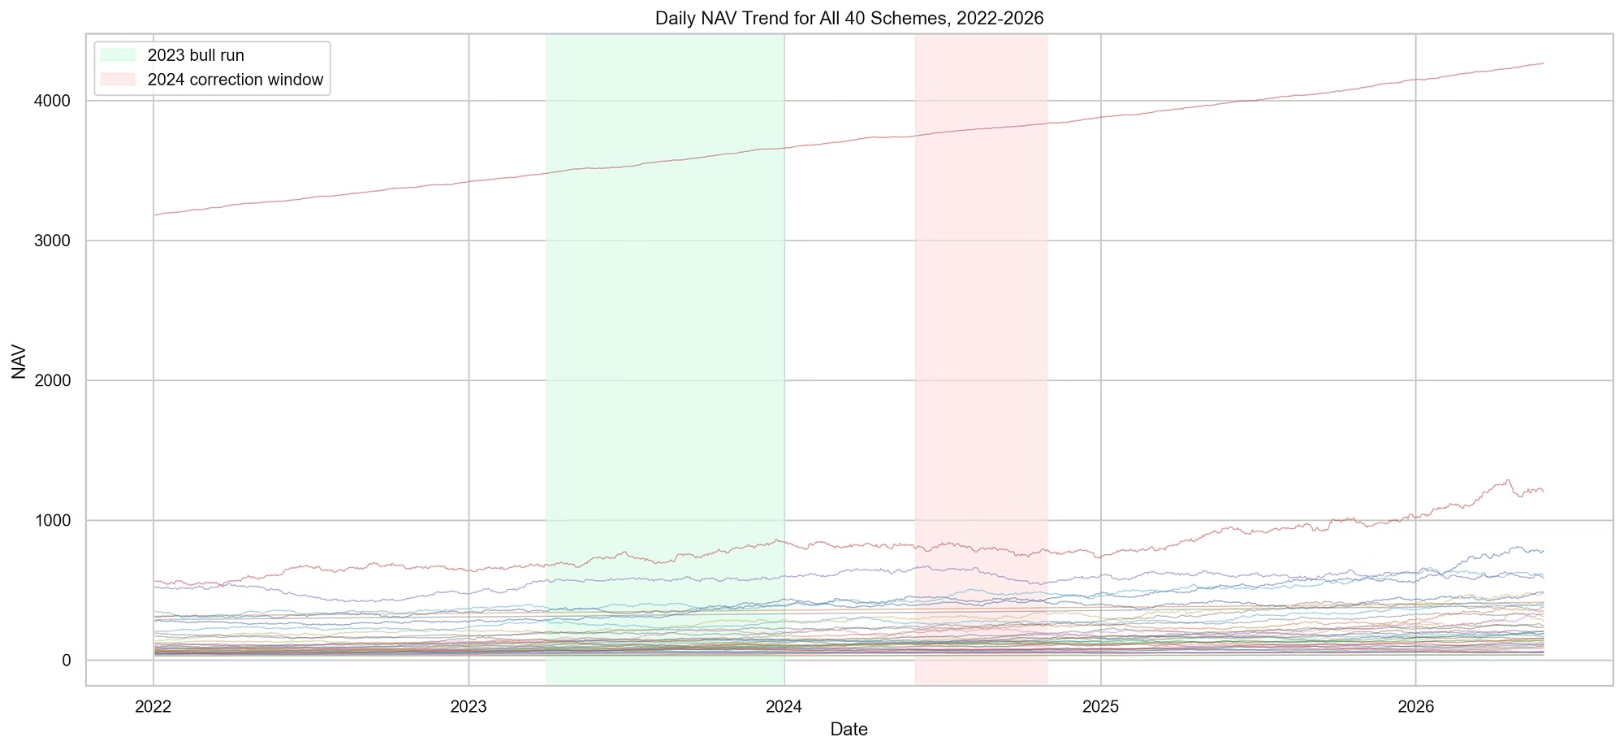 Daily NAV Trend for All 40 Schemes, 2022-2026
2023 bull run
2024 correction window
4000
3000
2000
1000
0
NAV
2022 2023 2024 2025 2026
Date